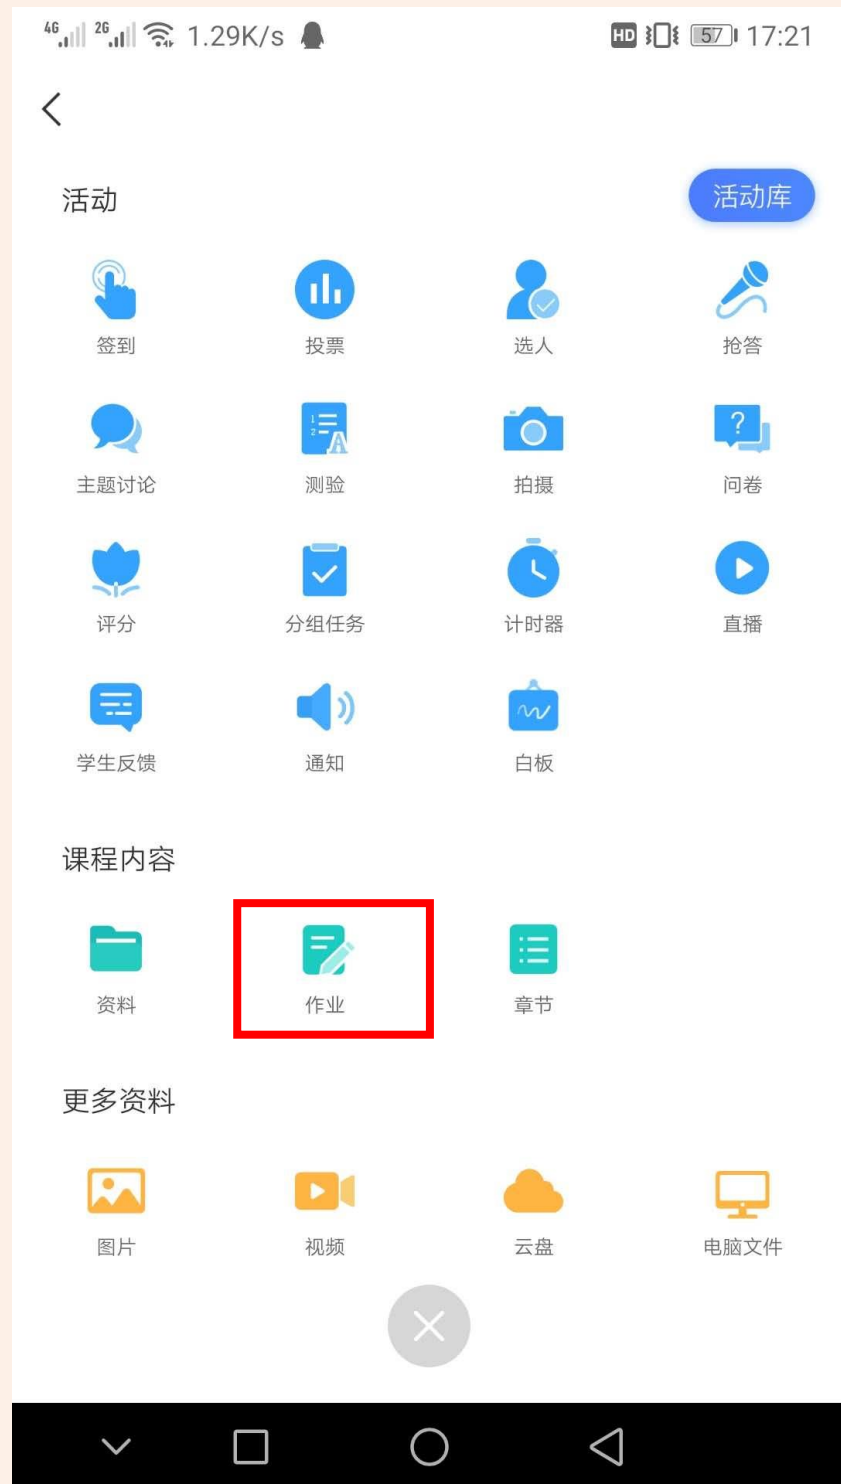 4G 2G 1.29K/s HD 57 17:21
活动 活动库
签到 投票 选人 抢答
主题讨论 测验 拍摄 问卷
评分 分组任务 计时器 直播
学生反馈 通知 白板
课程内容
资料 作业 章节
更多资料
图片 视频 云盘 电脑文件